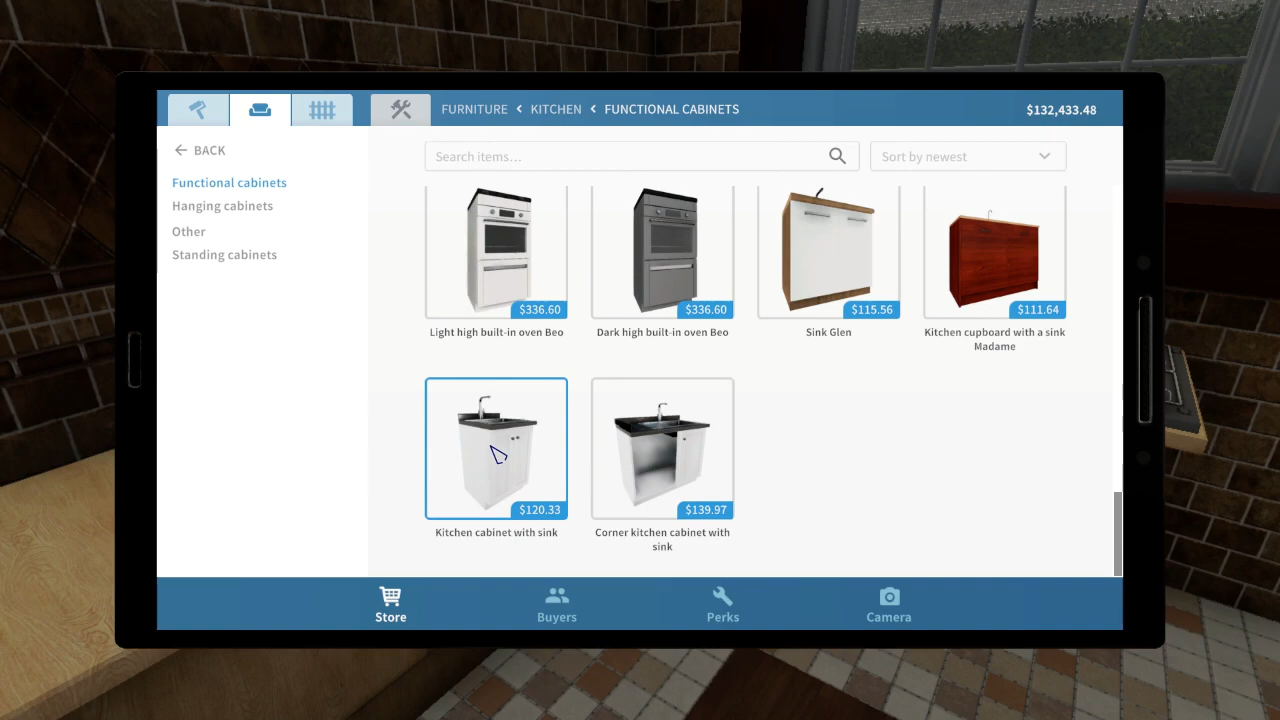 FURNITURE < KITCHEN < FUNCTIONAL CABINETS
$132,433.48
BACK
Search items...
Sort by newest
Functional cabinets
Hanging cabinets
Other
Standing cabinets
$336.60
$336.60
$115.56
$111.64
Light high built-in oven Beo
Dark high built-in oven Beo
Sink Glen
Kitchen cupboard with a sink
Madame
$120.33
$139.97
Kitchen cabinet with sink
Corner kitchen cabinet with
sink
Store
Buyers
Perks
Camera